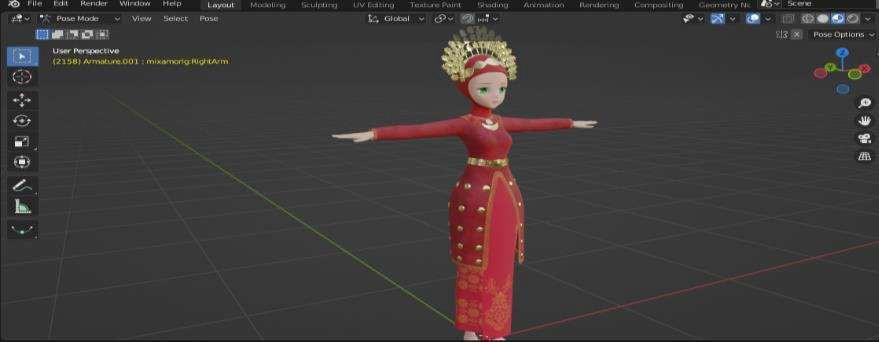 File Edit Render Window Help Layout Modeling Sculpting UV Editing Texture Paint Shading Animation Rendering Compositing Geometry No Scene
Pose Mode View Select Pose Global
Pose Options
User Perspective
(2158) Armature.001 : mixamorig:RightArm
Z
Y